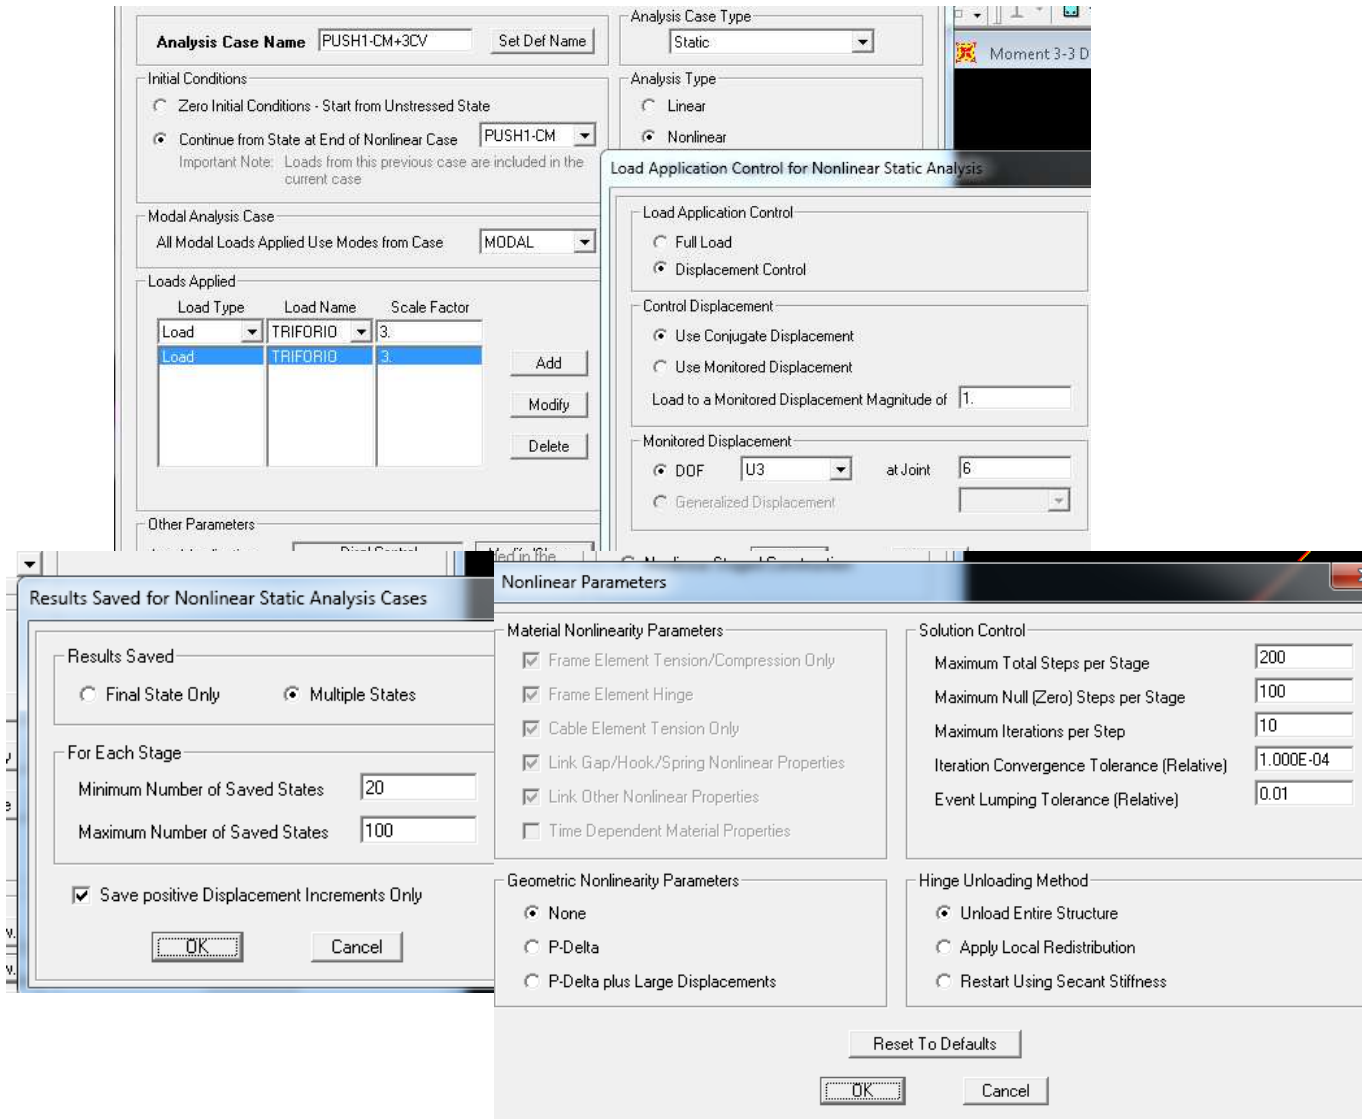 Analysis Case Name PUSH1-CM+3CV Set Def Name
Analysis Case Type
Static
Moment 3-3 D
Initial Conditions
Zero Initial Conditions - Start from Unstressed State
Continue from State at End of Nonlinear Case PUSH1-CM
Important Note: Loads from this previous case are included in the
current case
Analysis Type
Linear
Nonlinear
Modal Analysis Case
All Modal Loads Applied Use Modes from Case MODAL
Loads Applied
Load Type Load Name Scale Factor
Load TRIFORIO 3.
Load TRIFORIO 3.
Add
Modify
Delete
Other Parameters
Load Application Control for Nonlinear Static Analysis
Load Application Control
Full Load
Displacement Control
Control Displacement
Use Conjugate Displacement
Use Monitored Displacement
Load to a Monitored Displacement Magnitude of 1.
Monitored Displacement
DOF U3 at Joint 6
Generalized Displacement
Results Saved for Nonlinear Static Analysis Cases
Results Saved
Final State Only Multiple States
For Each Stage
Minimum Number of Saved States 20
Maximum Number of Saved States 100
Save positive Displacement Increments Only
OK Cancel
Nonlinear Parameters
Material Nonlinearity Parameters
Frame Element Tension/Compression Only
Frame Element Hinge
Cable Element Tension Only
Link Gap/Hook/Spring Nonlinear Properties
Link Other Nonlinear Properties
Time Dependent Material Properties
Solution Control
Maximum Total Steps per Stage 200
Maximum Null (Zero) Steps per Stage 100
Maximum Iterations per Step 10
Iteration Convergence Tolerance (Relative) 1.000E-04
Event Lumping Tolerance (Relative) 0.01
Geometric Nonlinearity Parameters
None
P-Delta
P-Delta plus Large Displacements
Hinge Unloading Method
Unload Entire Structure
Apply Local Redistribution
Restart Using Secant Stiffness
Reset To Defaults
OK Cancel